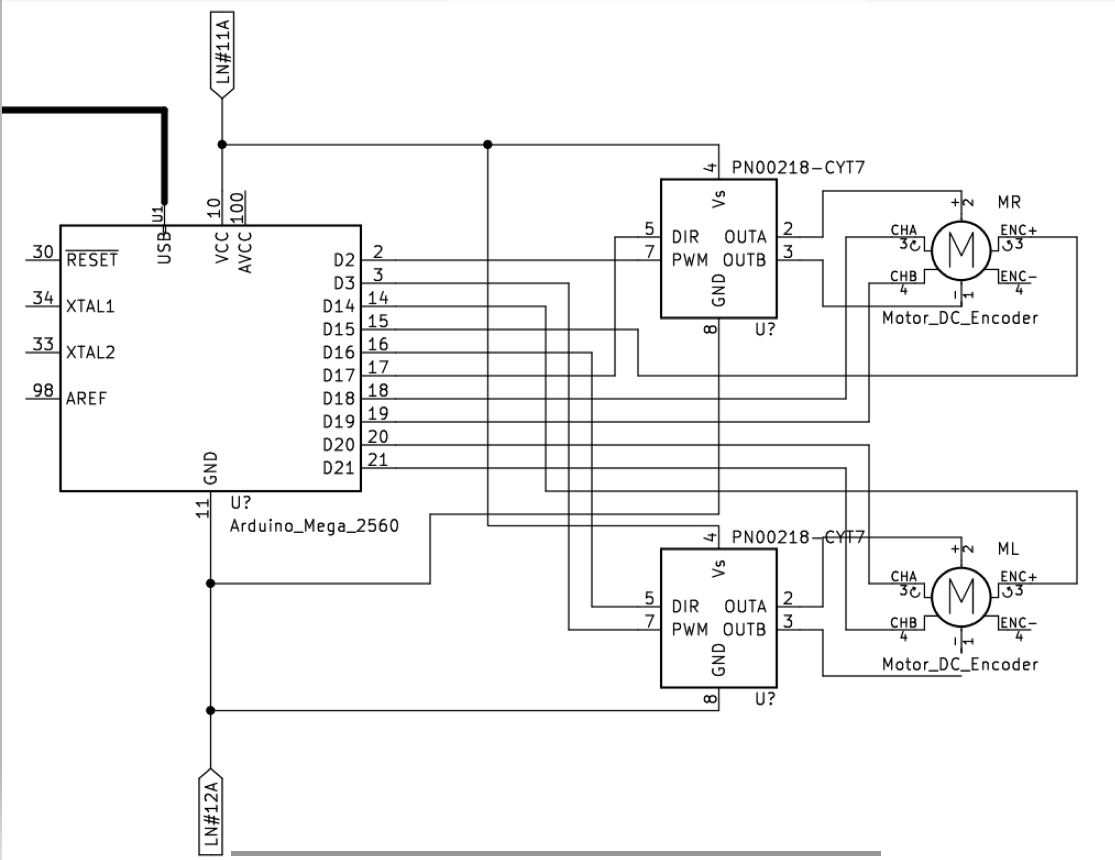 LN#11A
PN00218-CYT7
4
Vs
MR
U1
10
100
+ 2
5
DIR
OUTA
2
CHA
3
ENC+
3
USB
VCC
AVCC
M
30
RESET
D2
2
7
PWM
OUTB
3
D3
3
CHB
4
ENC-
4
GND
- 1
34
XTAL1
D14
14
Motor_DC_Encoder
D15
15
8
U?
33
XTAL2
D16
16
D17
17
98
AREF
D18
18
D19
19
D20
20
GND
D21
21
11
U?
Arduino_Mega_2560
4
PN00218-CYT7
Vs
+ 2
ML
CHA
3
ENC+
3
M
5
DIR
OUTA
2
7
PWM
OUTB
3
CHB
4
ENC-
4
GND
- 1
Motor_DC_Encoder
8
U?
LN#12A